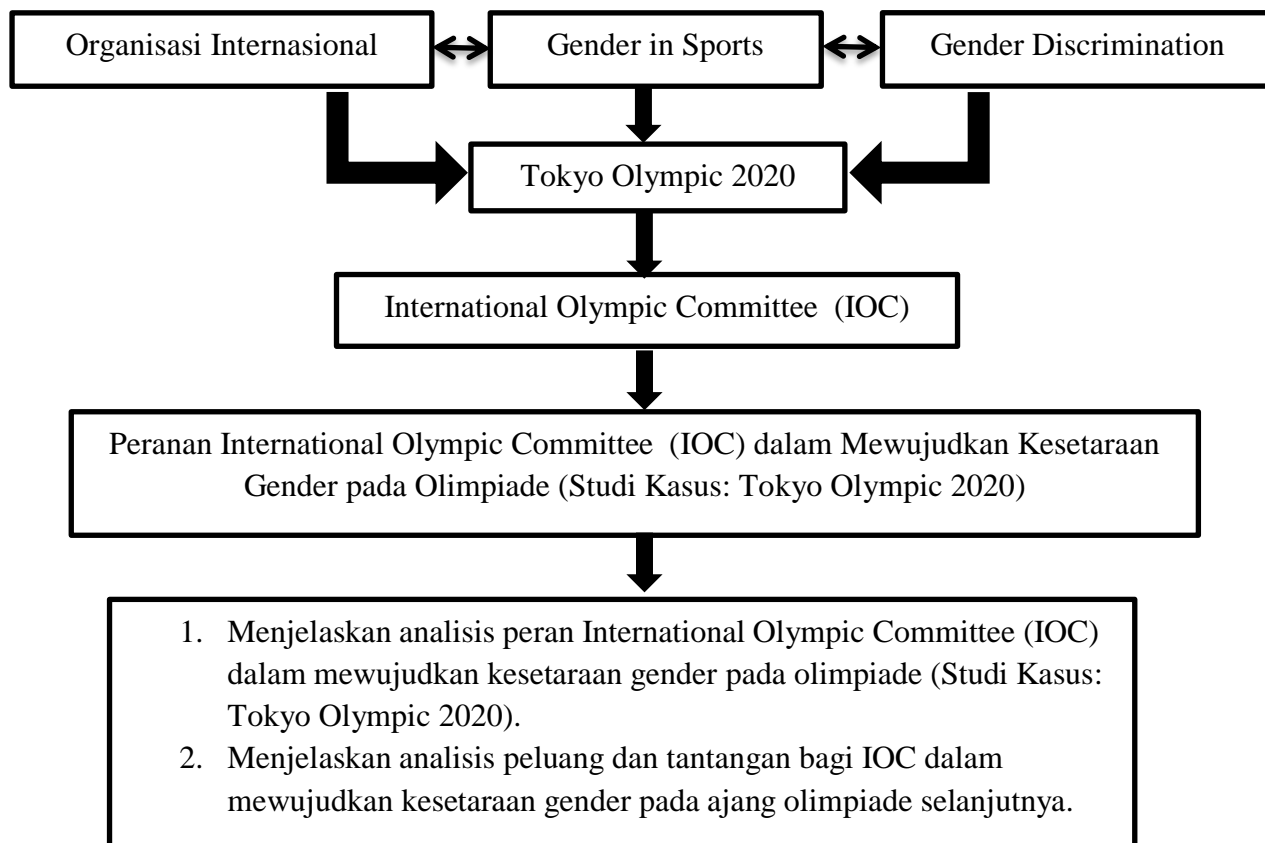 Organisasi Internasional
Gender in Sports
Gender Discrimination
Tokyo Olympic 2020
International Olympic Committee (IOC)
Peranan International Olympic Committee (IOC) dalam Mewujudkan Kesetaraan
Gender pada Olimpiade (Studi Kasus: Tokyo Olympic 2020)
1. Menjelaskan analisis peran International Olympic Committee (IOC)
dalam mewujudkan kesetaraan gender pada olimpiade (Studi Kasus:
Tokyo Olympic 2020).
2. Menjelaskan analisis peluang dan tantangan bagi IOC dalam
mewujudkan kesetaraan gender pada ajang olimpiade selanjutnya.